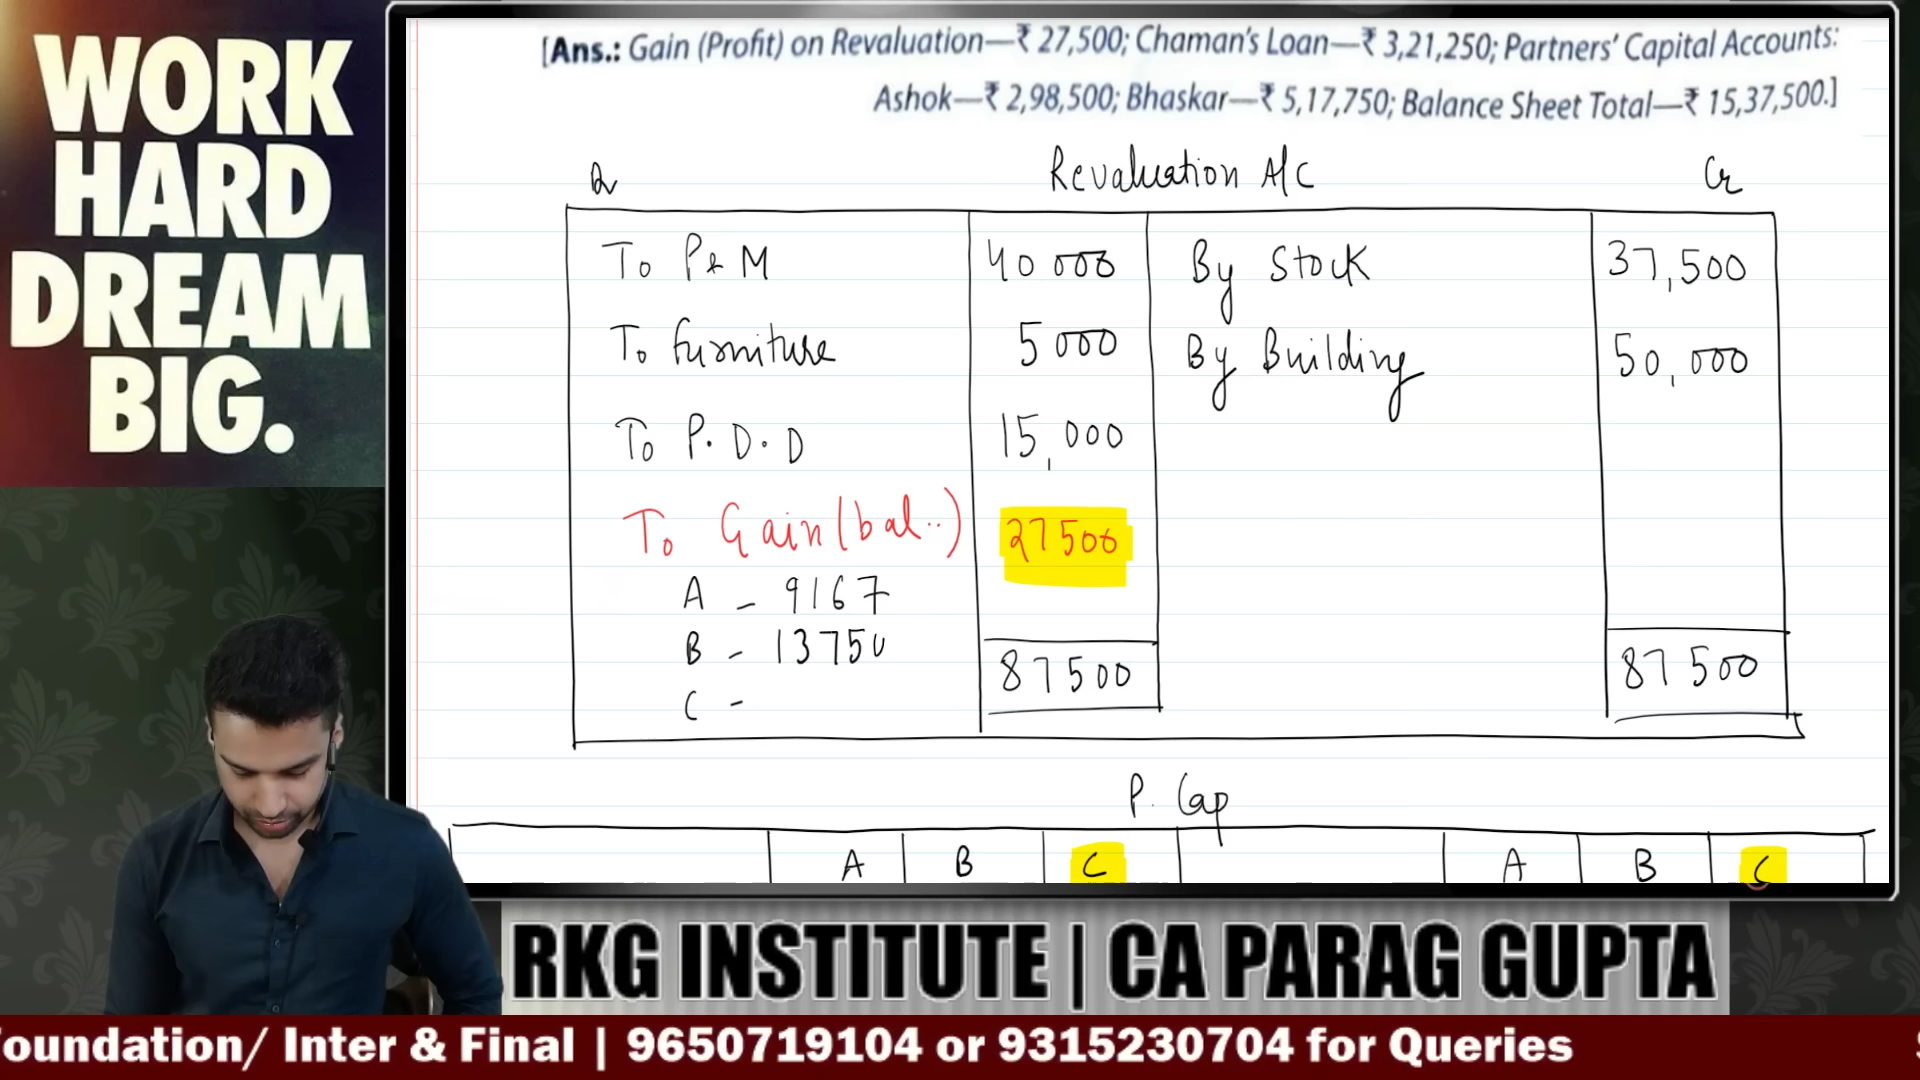 WORK
HARD
DREAM
BIG.
[Ans.: Gain (Profit) on Revaluation—₹ 27,500; Chaman's Loan—₹ 3,21,250; Partners' Capital Accounts:
Ashok—₹ 2,98,500; Bhaskar—₹ 5,17,750; Balance Sheet Total—₹ 15,37,500.]
Dr Revaluation A/C Cr
To P & M 40000 By Stock 37,500
To furniture 5000 By Building 50,000
To P.D.D 15,000
To Gain (bal..) 27500
A - 9167
B - 13750
C -
87500 87500
P. Cap
A B C A B C
RKG INSTITUTE | CA PARAG GUPTA
oundation/ Inter & Final | 9650719104 or 9315230704 for Queries